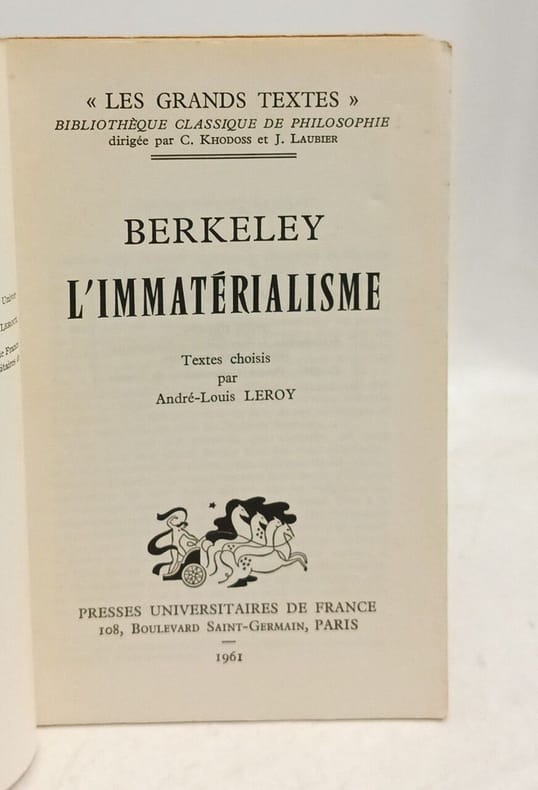 « LES GRANDS TEXTES »
BIBLIOTHÈQUE CLASSIQUE DE PHILOSOPHIE
dirigée par C. KHODOSS et J. LAUBIER
BERKELEY
L'IMMATÉRIALISME
Textes choisis
par
André-Louis LEROY
PRESSES UNIVERSITAIRES DE FRANCE
108, BOULEVARD SAINT-GERMAIN, PARIS
1961